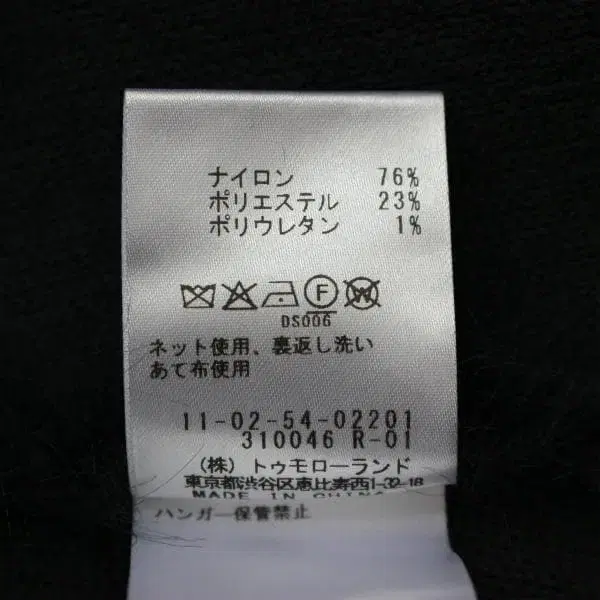 ナイロン 76%
ポリエステル 23%
ポリウレタン 1%
F W
DS006
ネット使用、裏返し洗い
あて布使用
11-02-54-02201
310046 R-01
(株) トゥモローランド
東京都渋谷区恵比寿西1-32-18
MADE IN CHINA
ハンガー保管禁止